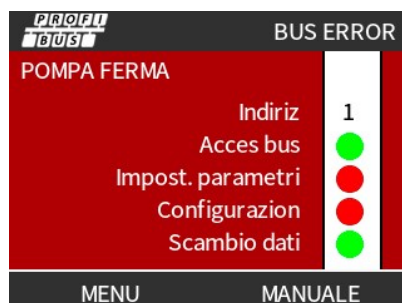 PROFI BUS ERROR
BUS
POMPA FERMA
Indiriz 1
Acces bus
Impost. parametri
Configurazion
Scambio dati
MENU MANUALE